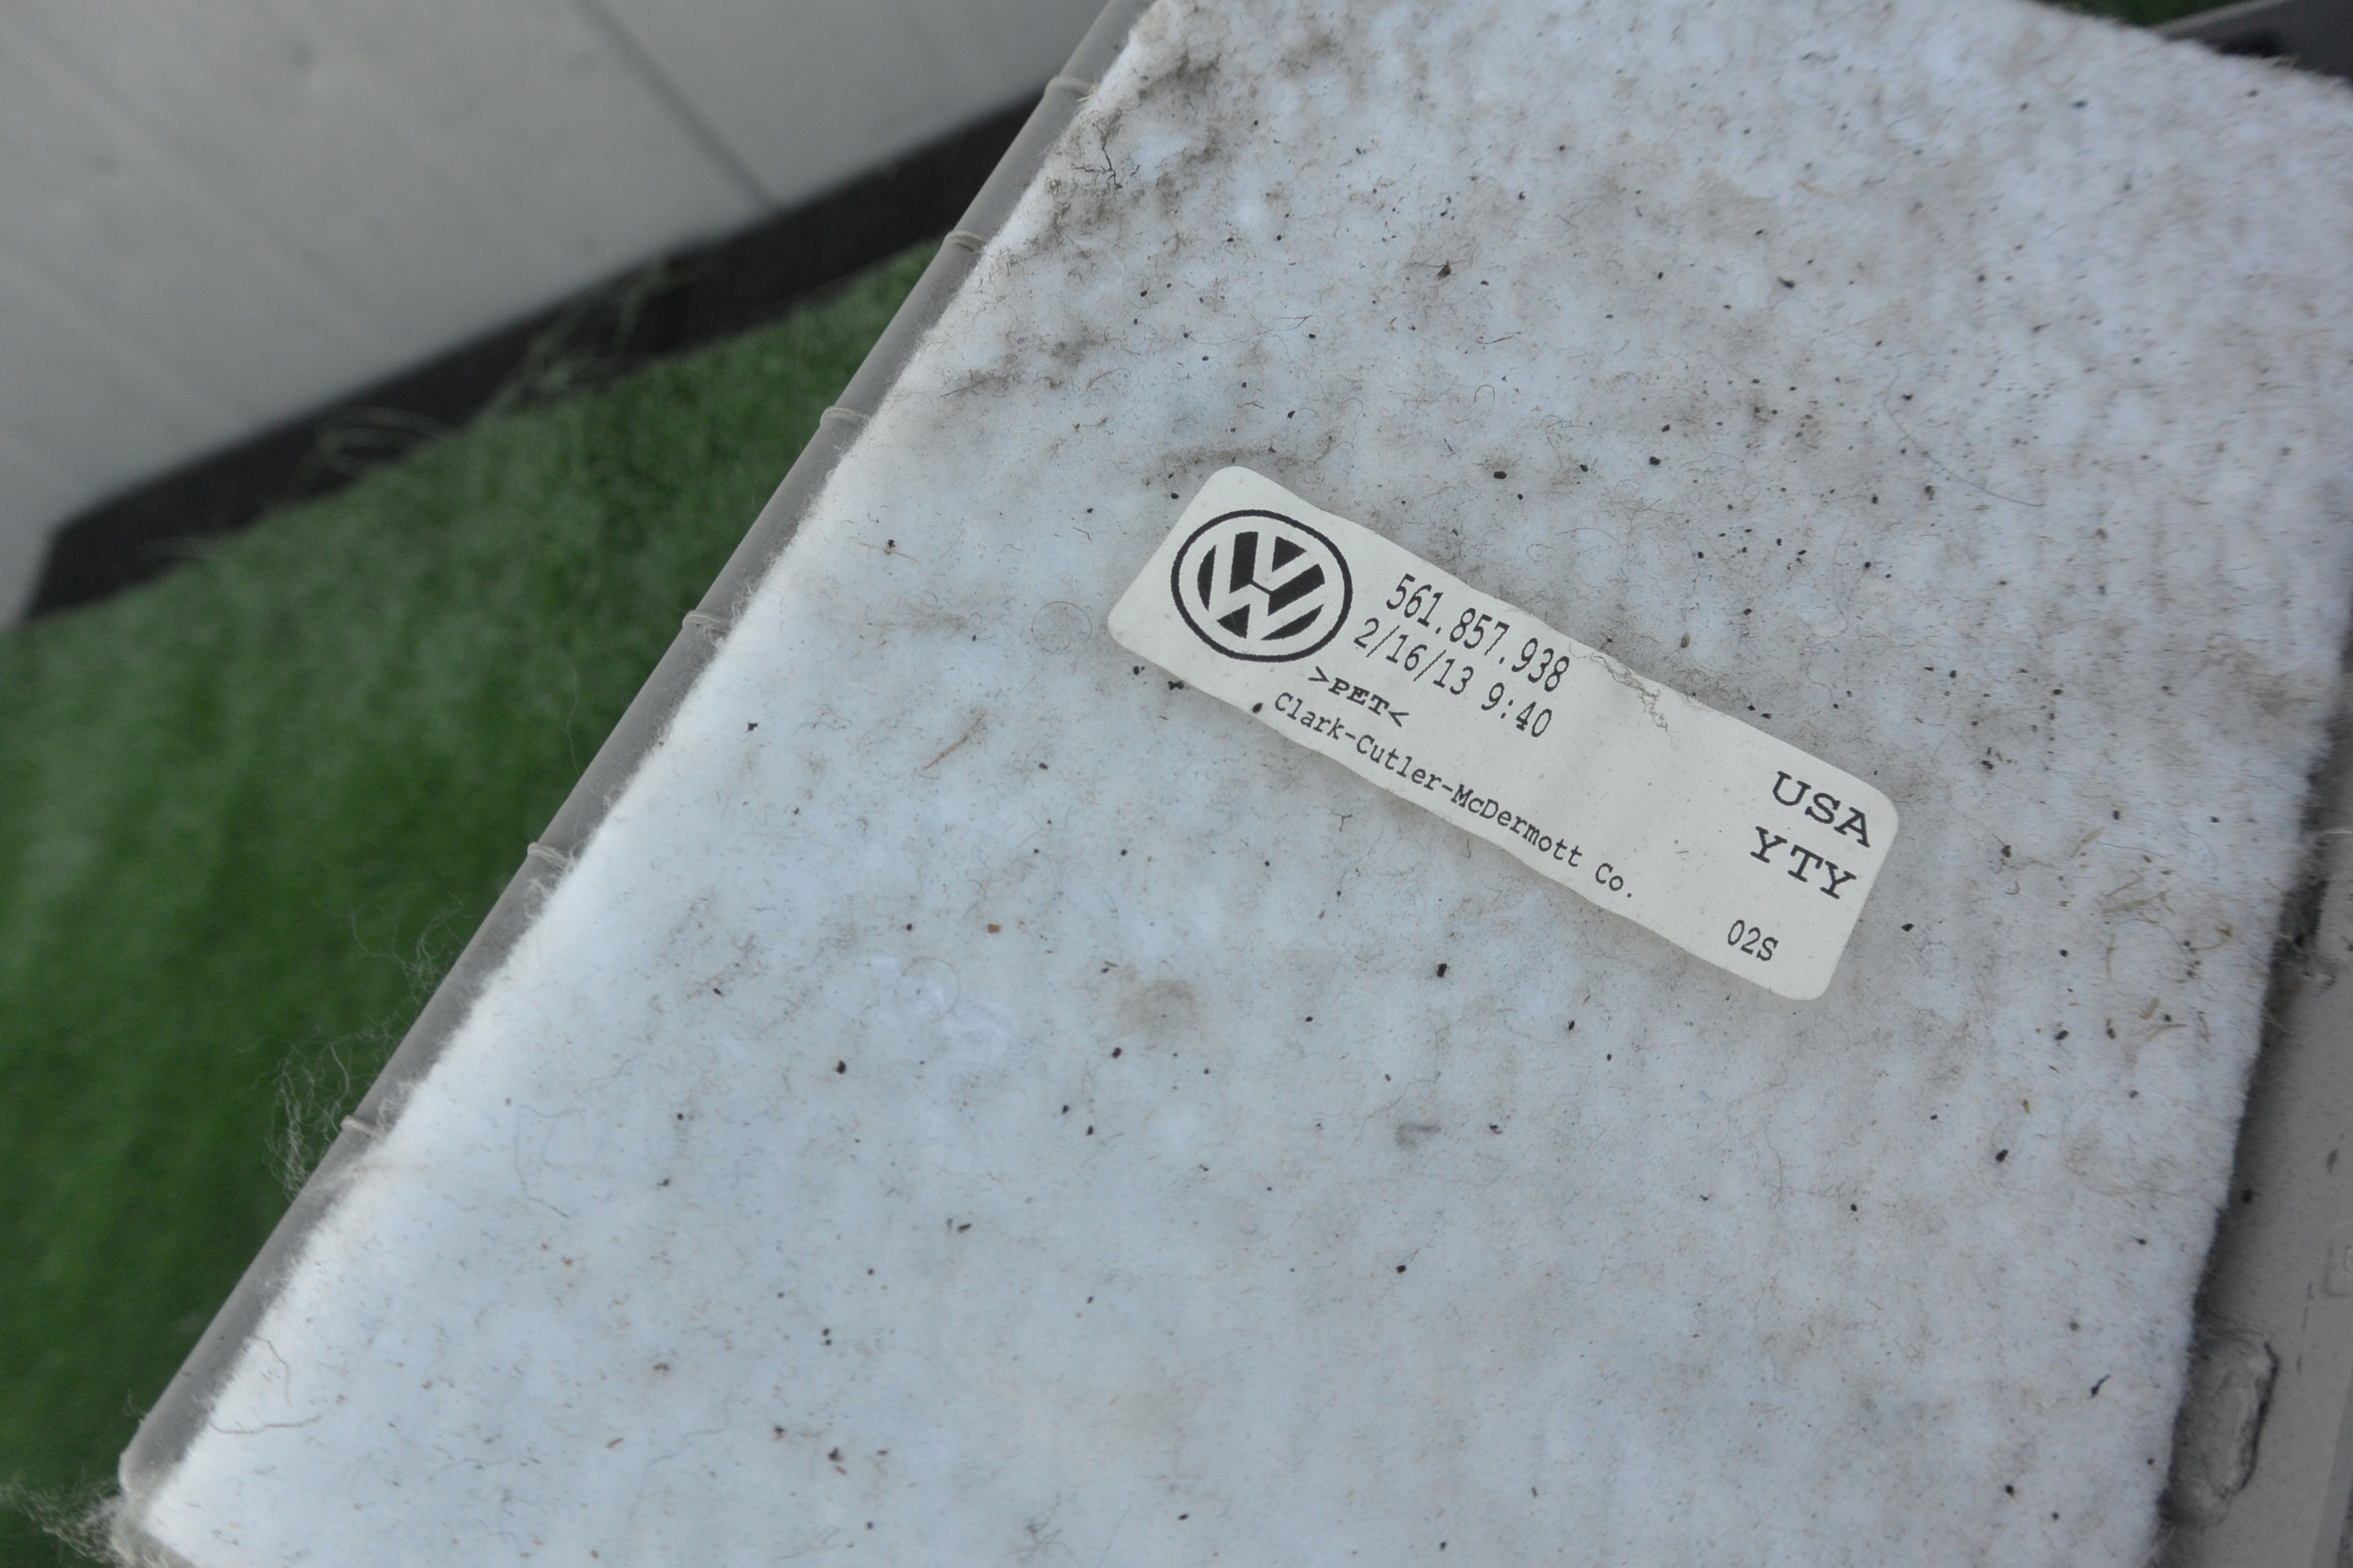 561.857.938
2/16/13 9:40
>PET<
Clark-Cutler-McDermott Co.
USA
YTY
02S